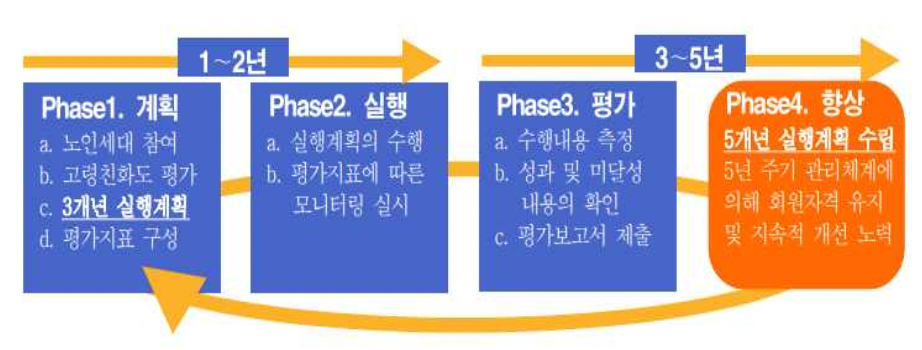 1~2년
3~5년
Phase1. 계획
a. 노인세대 참여
b. 고령친화도 평가
c. 3개년 실행계획
d. 평가지표 구성
Phase2. 실행
a. 실행계획의 수행
b. 평가지표에 따른
모니터링 실시
Phase3. 평가
a. 수행내용 측정
b. 성과 및 미달성
내용의 확인
c. 평가보고서 제출
Phase4. 향상
5개년 실행계획 수립
5년 주기 관리체계에
의해 회원자격 유지
및 지속적 개선 노력